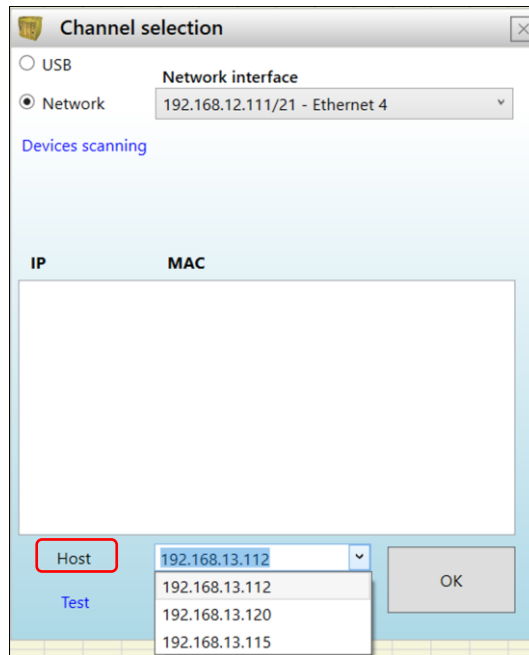 Channel selection
USB
Network interface
Network
192.168.12.111/21 - Ethernet 4
Devices scanning
IP MAC
Host
192.168.13.112
OK
192.168.13.112
Test
192.168.13.120
192.168.13.115